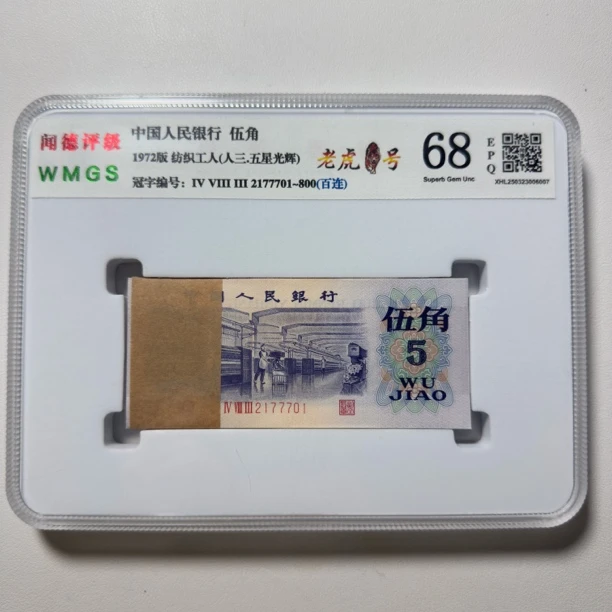 闻德评级
WMGS
中国人民银行 伍角
1972版 纺织工人(人三.五星光辉)
冠字编号: IV VIII III 2177701~800(百连)
老虎号
68
Superb Gem Unc
EPQ
XHL250323006007
人民銀行
伍角
5
WU
JIAO
IV VIII III 2177701